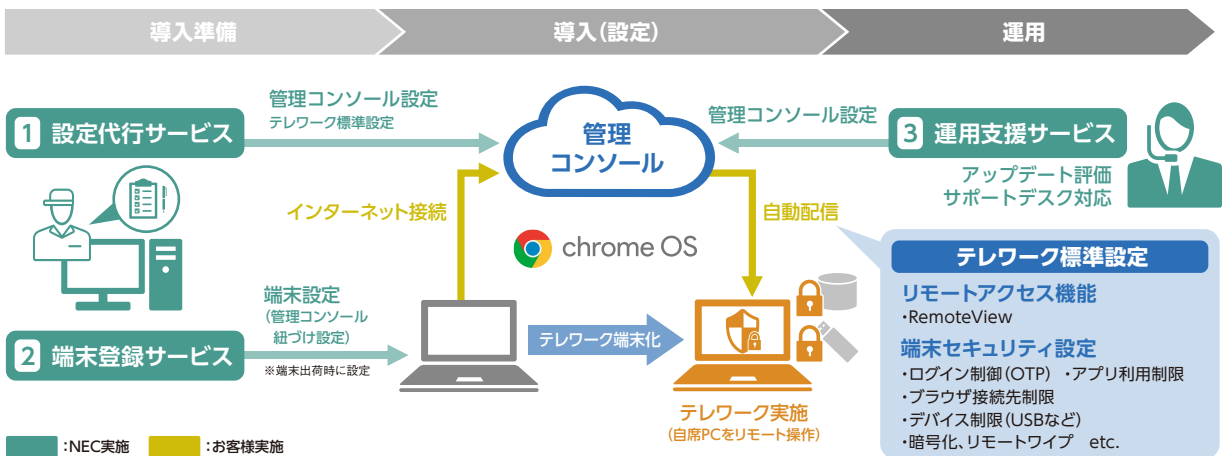 導入準備
導入(設定)
運用
1 設定代行サービス
管理コンソール設定
テレワーク標準設定
管理
コンソール
管理コンソール設定
3 運用支援サービス
アップデート評価
サポートデスク対応
インターネット接続
自動配信
chrome OS
テレワーク標準設定
リモートアクセス機能
・RemoteView
端末セキュリティ設定
・ログイン制御(OTP) ・アプリ利用制限
・ブラウザ接続先制限
・デバイス制限(USBなど)
・暗号化、リモートワイプ etc.
2 端末登録サービス
端末設定
(管理コンソール
紐づけ設定)
※端末出荷時に設定
テレワーク端末化
テレワーク実施
(自席PCをリモート操作)
:NEC実施
:お客様実施